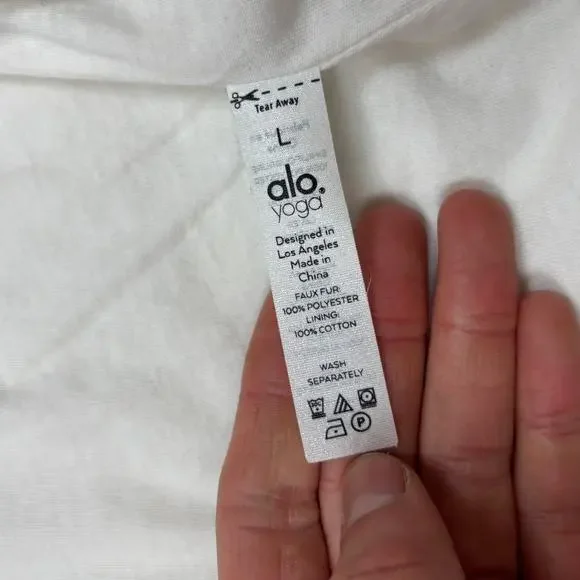 Tear Away
L
alo®
yoga
Designed in
Los Angeles
Made in
China
FAUX FUR:
100% POLYESTER
LINING:
100% COTTON
WASH
SEPARATELY
P